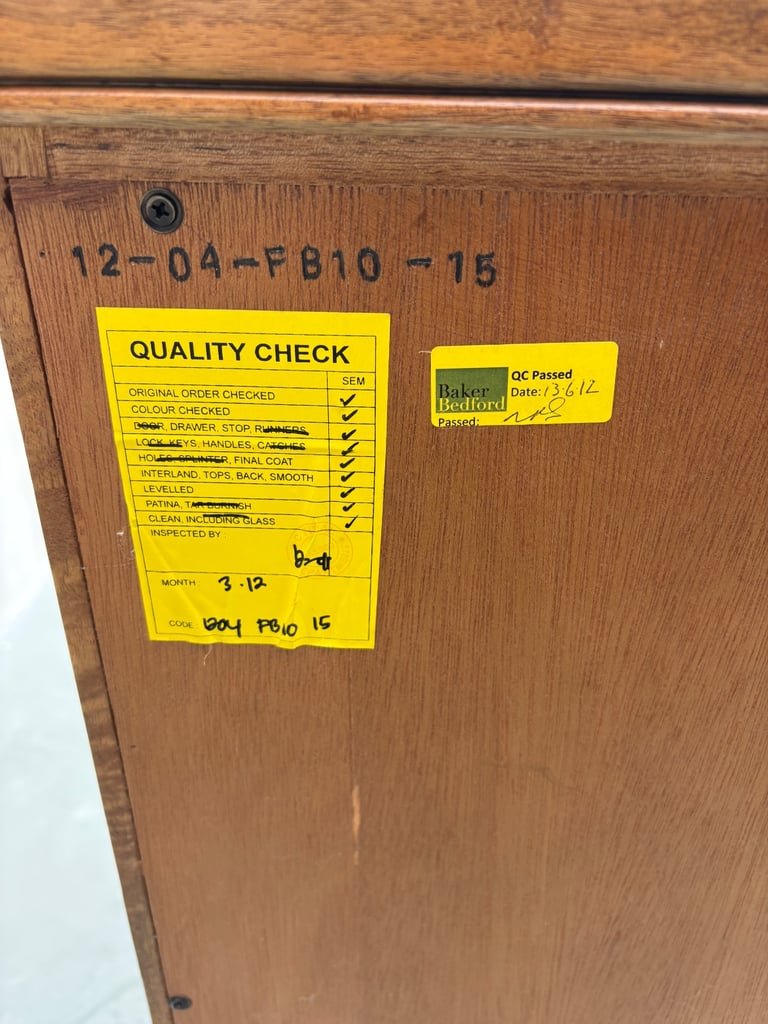 12-04-FB10-15
QUALITY CHECK
SEM
ORIGINAL ORDER CHECKED ✓
COLOUR CHECKED ✓
DOOR, DRAWER, STOP, RUNNERS ✓
LOCK, KEYS, HANDLES, CATCHES ✓
HOLES, SPLINTER, FINAL COAT ✓
INTERLAND, TOPS, BACK, SMOOTH ✓
LEVELLED ✓
PATINA, TAR BURNISH ✓
CLEAN, INCLUDING GLASS ✓
INSPECTED BY :
MONTH : 3.12
CODE : 1204 FB10 15
Baker
Bedford
QC Passed
Date: 13.6.12
Passed: